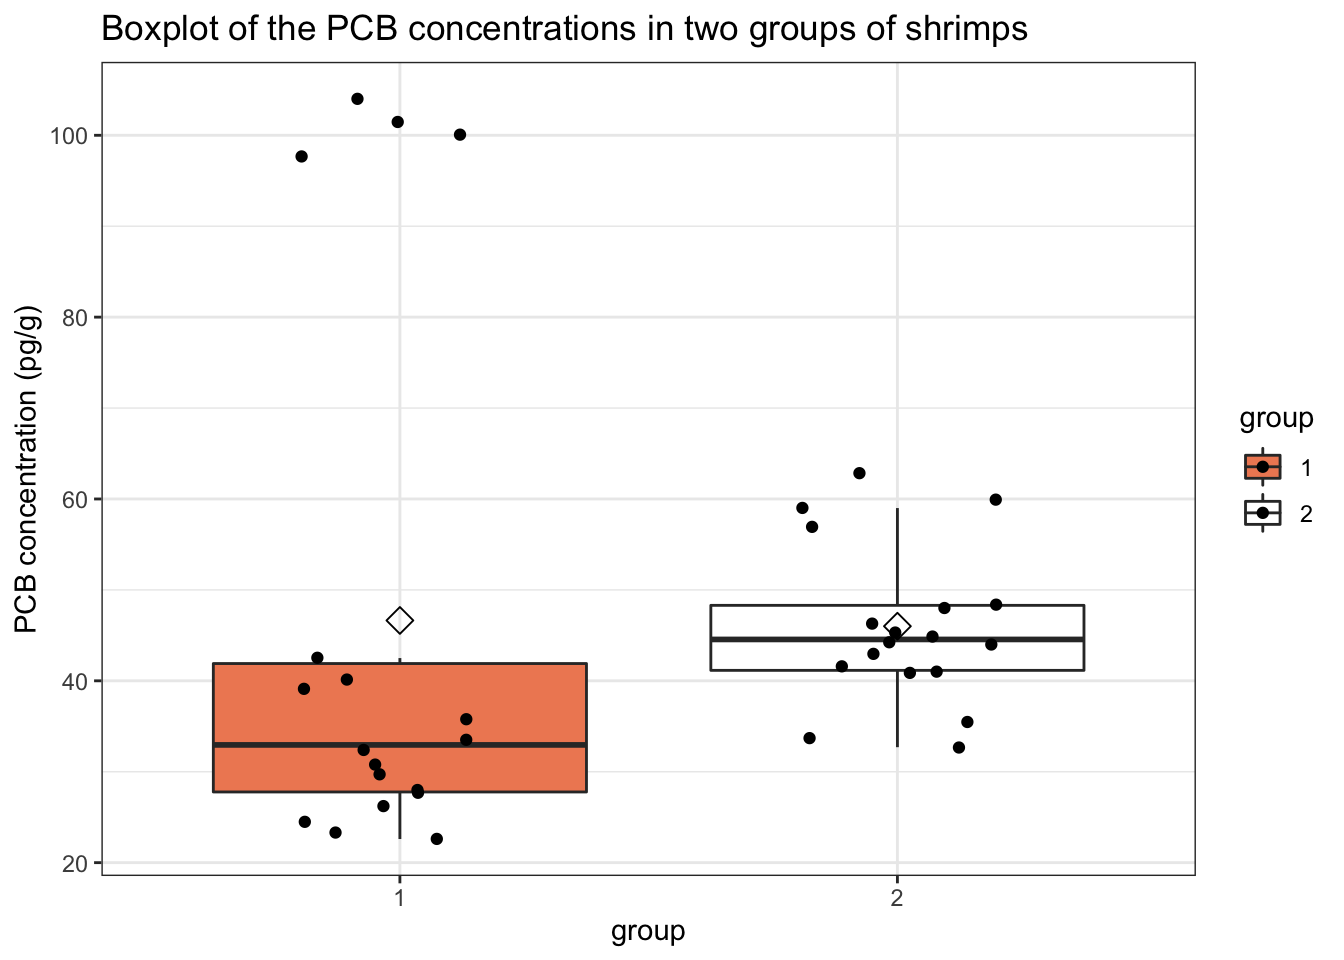 Boxplot of the PCB concentrations in two groups of shrimps
PCB concentration (pg/g)
100
80
60
40
20
1
2
group
group
1
2